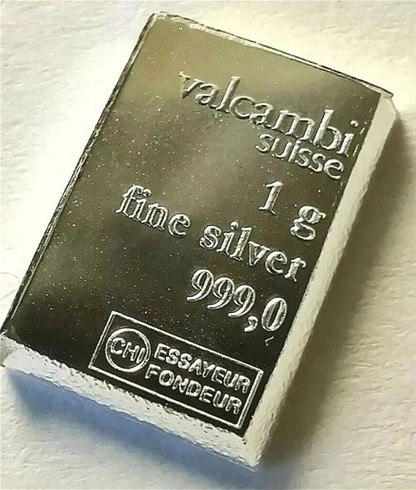 valcambi
suisse
1 g
fine silver
999,0
CHI ESSAYEUR
FONDEUR